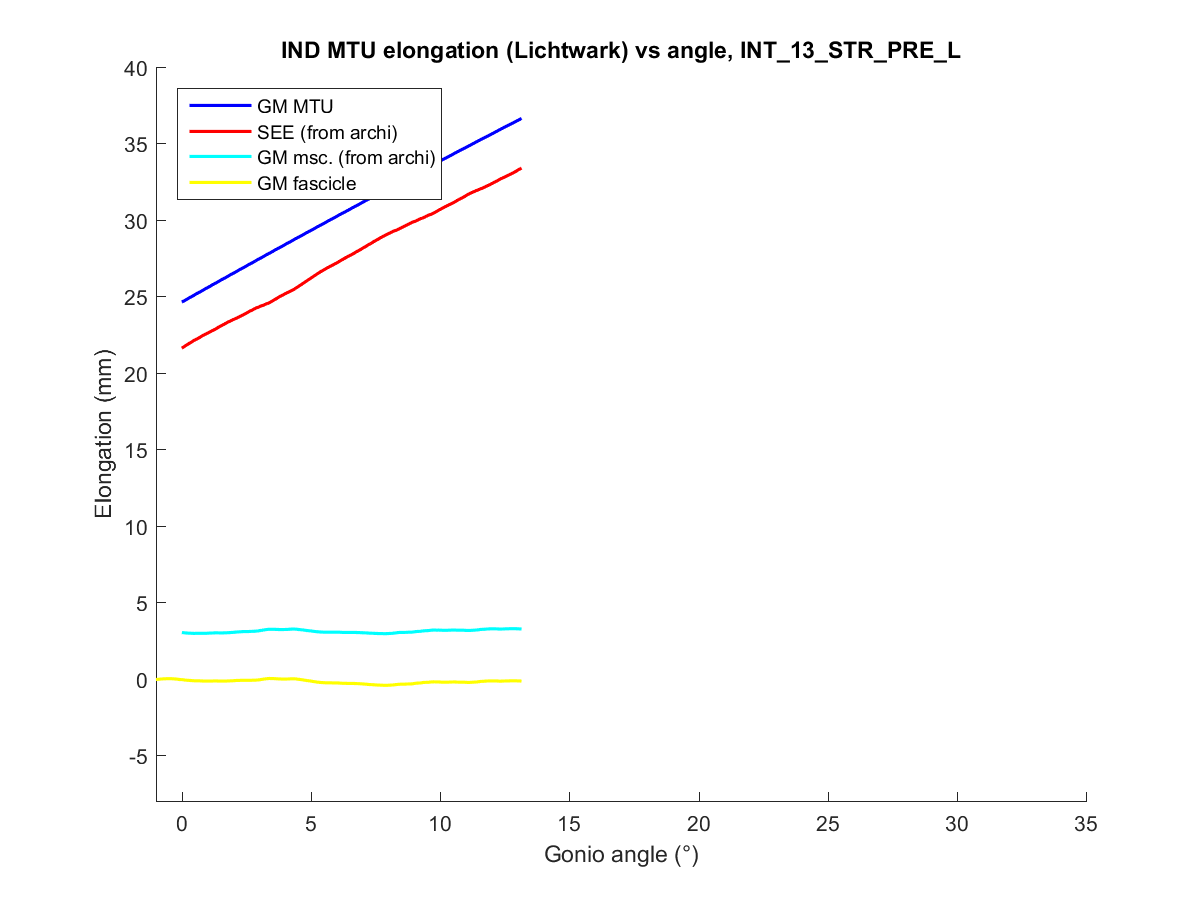 IND MTU elongation (Lichtwark) vs angle, INT_13_STR_PRE_L
GM MTU
SEE (from archi)
GM msc. (from archi)
GM fascicle
Elongation (mm)
40
35
30
25
20
15
10
5
0
-5
0 5 10 15 20 25 30 35
Gonio angle (°)